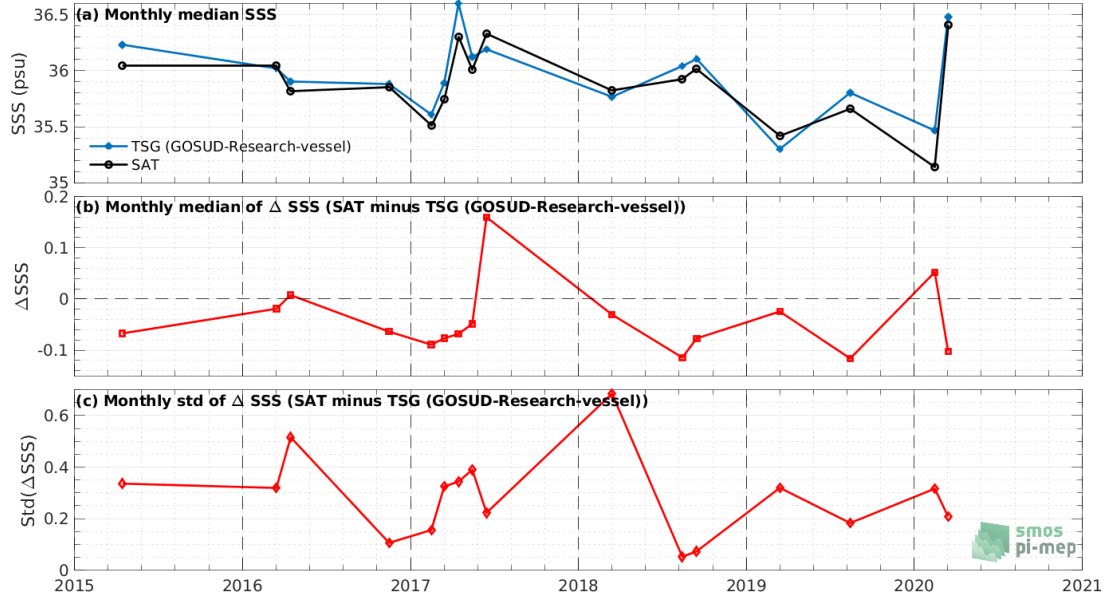 (a) Monthly median SSS
36.5
36
35.5
35
SSS (psu)
TSG (GOSUD-Research-vessel)
SAT
(b) Monthly median of Δ SSS (SAT minus TSG (GOSUD-Research-vessel))
0.2
0.1
0
-0.1
ΔSSS
(c) Monthly std of Δ SSS (SAT minus TSG (GOSUD-Research-vessel))
0.6
0.4
0.2
0
Std(ΔSSS)
smos
pi-mep
2015 2016 2017 2018 2019 2020 2021